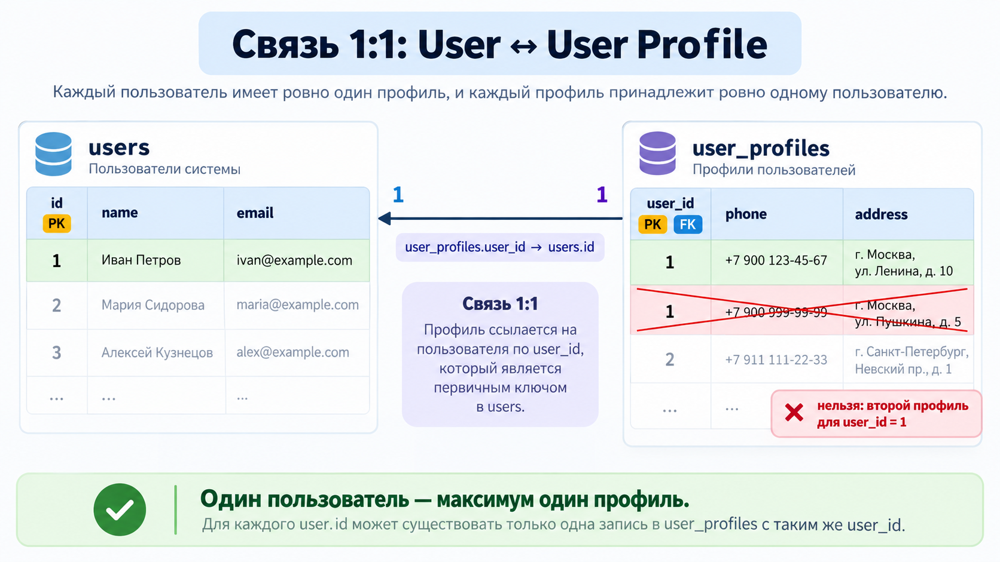 Связь 1:1: User ↔ User Profile
Каждый пользователь имеет ровно один профиль, и каждый профиль принадлежит ровно одному пользователю.
users
Пользователи системы
id
PK
name
email
1
Иван Петров
ivan@example.com
2
Мария Сидорова
maria@example.com
3
Алексей Кузнецов
alex@example.com
...
...
...
1
1
user_profiles.user_id → users.id
Связь 1:1
Профиль ссылается на
пользователя по user_id,
который является
первичным ключом
в users.
user_profiles
Профили пользователей
user_id
PK FK
phone
address
1
+7 900 123-45-67
г. Москва,
ул. Ленина, д. 10
1
+7 900 999-99-99
г. Москва,
ул. Пушкина, д. 5
2
+7 911 111-22-33
г. Санкт-Петербург,
Невский пр., д. 1
...
...
нельзя: второй профиль
для user_id = 1
Один пользователь — максимум один профиль.
Для каждого user.id может существовать только одна запись в user_profiles с таким же user_id.